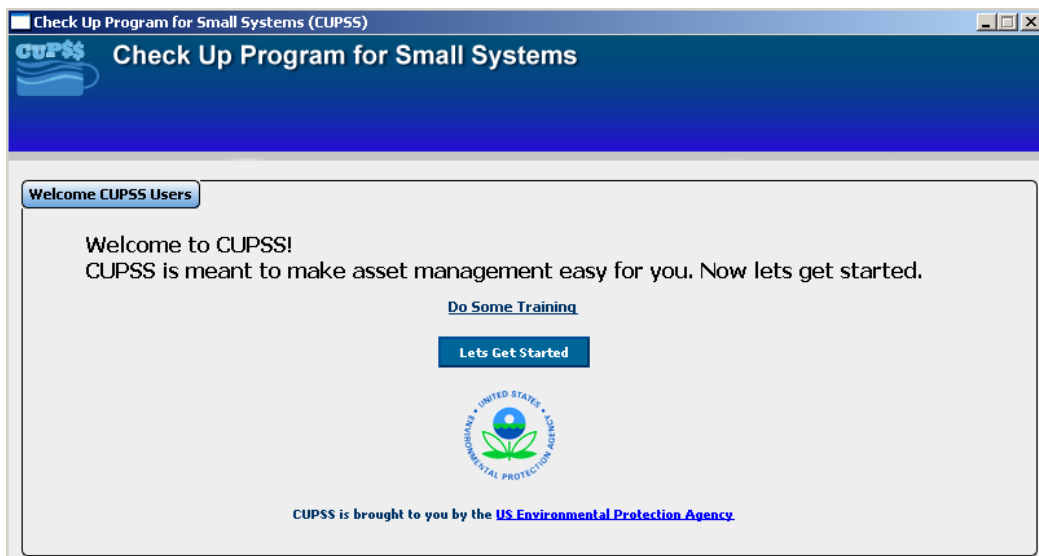 Check Up Program for Small Systems (CUPSS)
CUP$$
Check Up Program for Small Systems
Welcome CUPSS Users
Welcome to CUPSS!
CUPSS is meant to make asset management easy for you. Now lets get started.
Do Some Training
Lets Get Started
UNITED STATES
ENVIRONMENTAL PROTECTION AGENCY
CUPSS is brought to you by the US Environmental Protection Agency